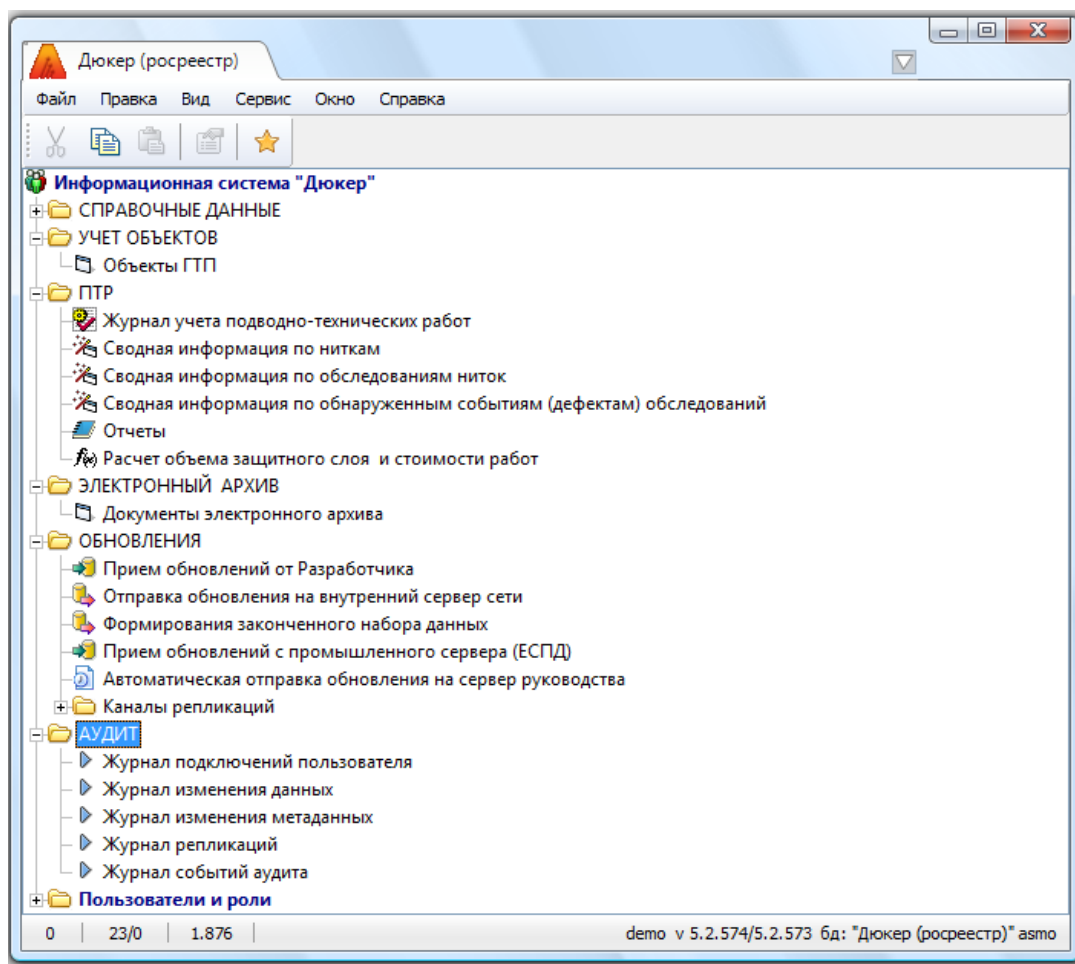 Дюкер (росреестр)
Файл Правка Вид Сервис Окно Справка
Информационная система "Дюкер"
СПРАВОЧНЫЕ ДАННЫЕ
УЧЕТ ОБЪЕКТОВ
Объекты ГТП
ПТР
Журнал учета подводно-технических работ
Сводная информация по ниткам
Сводная информация по обследованиям ниток
Сводная информация по обнаруженным событиям (дефектам) обследований
Отчеты
f(x) Расчет объема защитного слоя и стоимости работ
ЭЛЕКТРОННЫЙ АРХИВ
Документы электронного архива
ОБНОВЛЕНИЯ
Прием обновлений от Разработчика
Отправка обновления на внутренний сервер сети
Формирования законченного набора данных
Прием обновлений с промышленного сервера (ЕСПД)
Автоматическая отправка обновления на сервер руководства
Каналы репликаций
АУДИТ
Журнал подключений пользователя
Журнал изменения данных
Журнал изменения метаданных
Журнал репликаций
Журнал событий аудита
Пользователи и роли
0 23/0 1.876 demo v 5.2.574/5.2.573 бд: "Дюкер (росреестр)" asmo